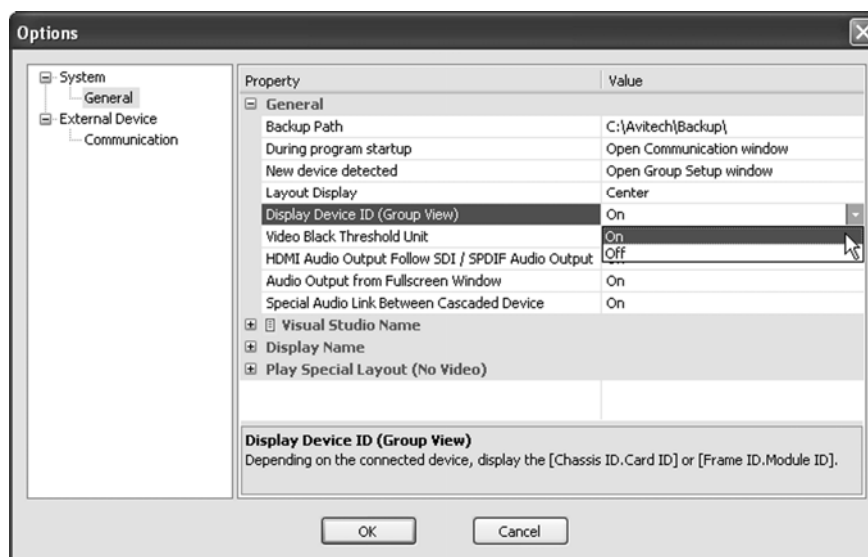 Options
System
General
External Device
Communication
Property Value
General
Backup Path C:\Avitech\Backup\
During program startup Open Communication window
New device detected Open Group Setup window
Layout Display Center
Display Device ID (Group View) On
Video Black Threshold Unit On
HDMI Audio Output Follow SDI / SPDIF Audio Output Off
Audio Output from Fullscreen Window On
Special Audio Link Between Cascaded Device On
Visual Studio Name
Display Name
Play Special Layout (No Video)
Display Device ID (Group View)
Depending on the connected device, display the [Chassis ID.Card ID] or [Frame ID.Module ID].
OK Cancel